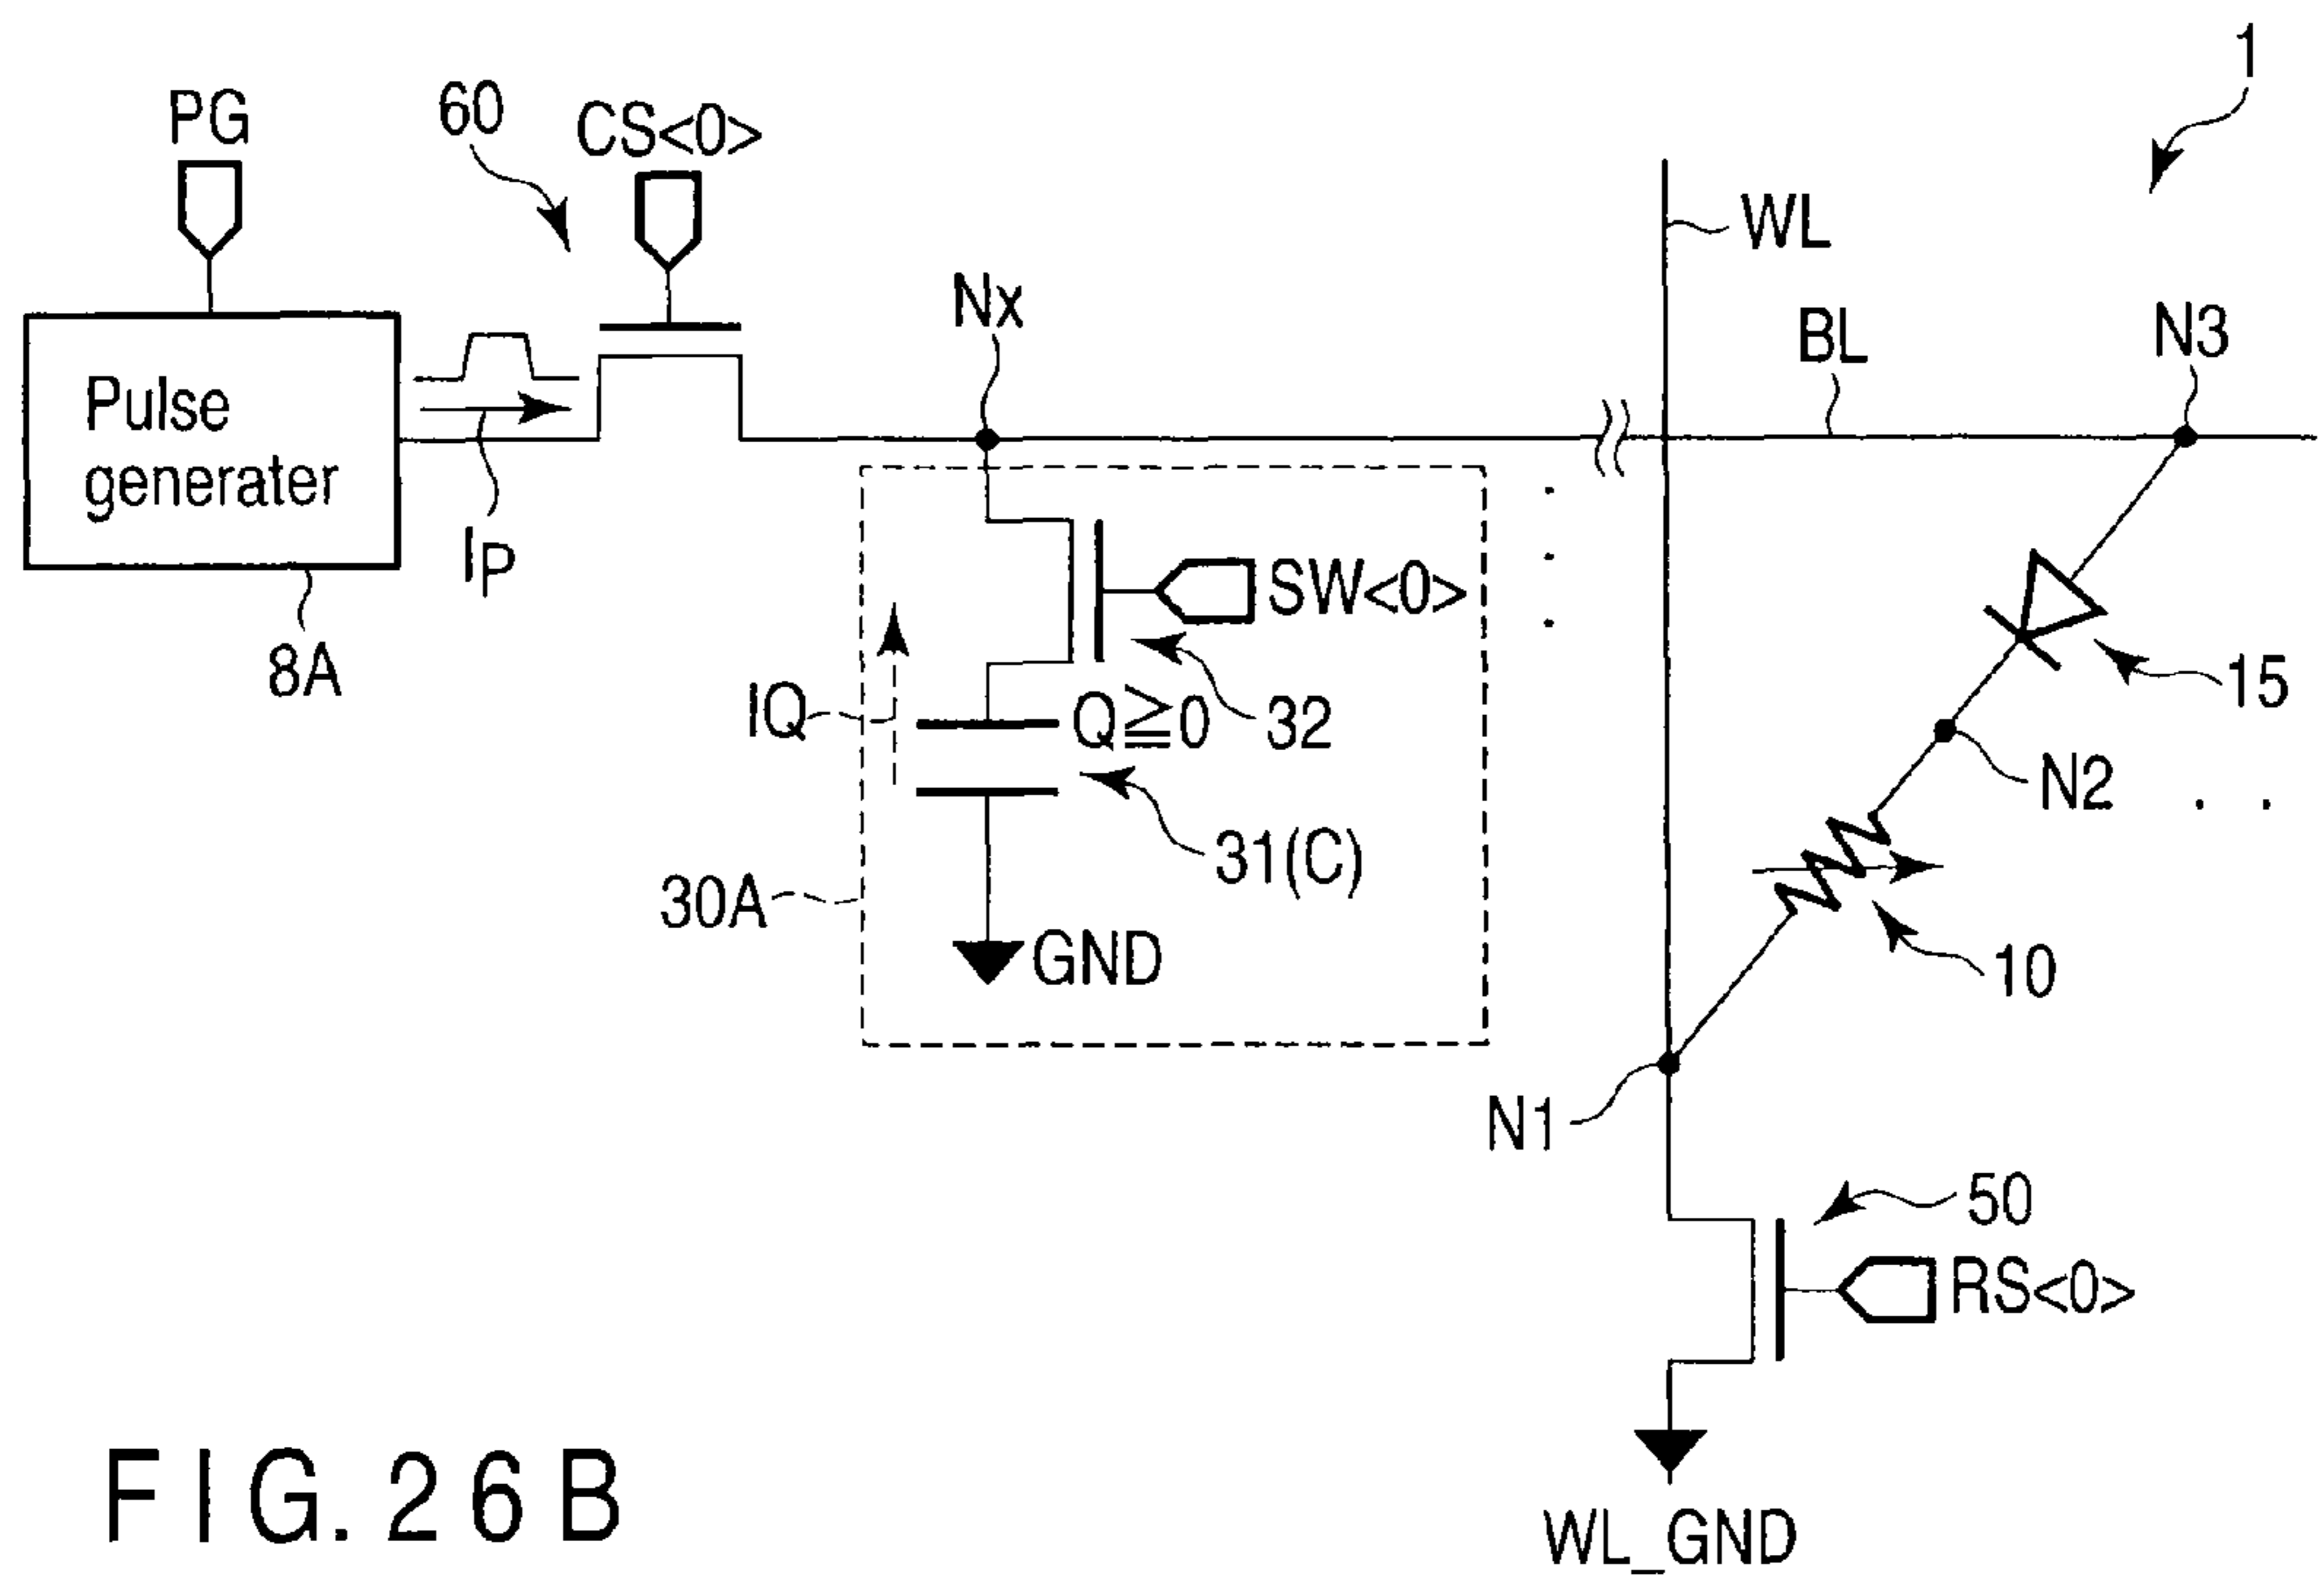 1
PG
60
CS<0>
WL
Nx
BL
N3
Pulse
generater
IP
8A
SW<0>
15
IQ
Q≧0
32
N2
31(C)
30A
GND
10
N1
50
RS<0>
WL_GND
FIG. 26B